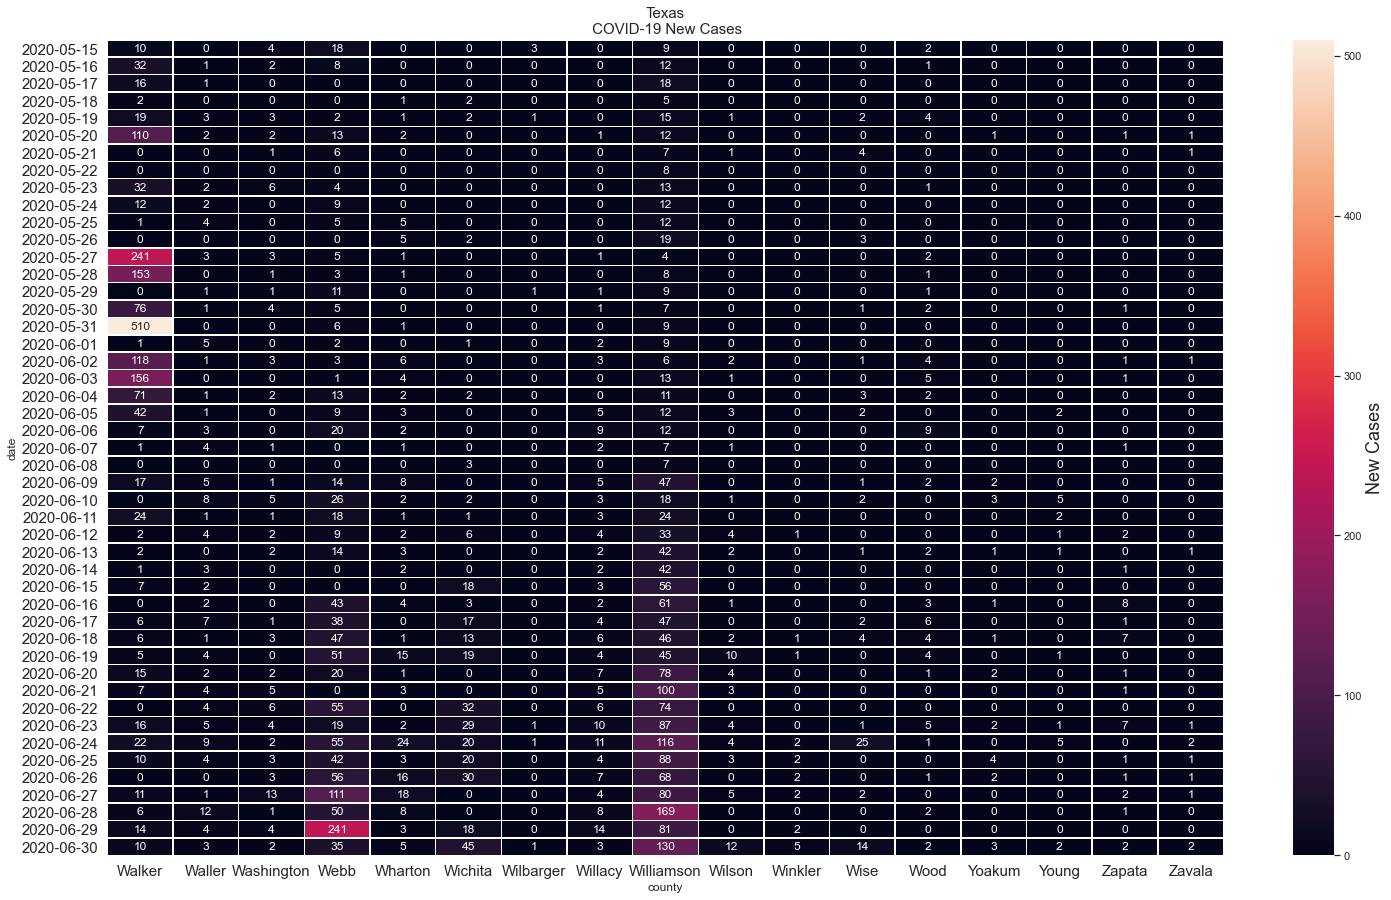 Texas
COVID-19 New Cases
2020-05-15 10 0 4 18 0 0 3 0 9 0 0 0 2 0 0 0 0
2020-05-16 32 1 2 8 0 0 0 0 12 0 0 0 1 0 0 0 0
2020-05-17 16 1 0 0 0 0 0 0 18 0 0 0 0 0 0 0 0
2020-05-18 2 0 0 0 1 2 0 0 5 0 0 0 0 0 0 0 0
2020-05-19 19 3 3 2 1 2 1 0 15 1 0 2 4 0 0 0 0
2020-05-20 110 2 2 13 2 0 0 1 12 0 0 0 0 1 0 1 1
2020-05-21 0 0 1 6 0 0 0 0 7 1 0 4 0 0 0 0 1
2020-05-22 0 0 0 0 0 0 0 0 8 0 0 0 0 0 0 0 0
2020-05-23 32 2 6 4 0 0 0 0 13 0 0 0 1 0 0 0 0
2020-05-24 12 2 0 9 0 0 0 0 12 0 0 0 0 0 0 0 0
2020-05-25 1 4 0 5 5 0 0 0 12 0 0 0 0 0 0 0 0
2020-05-26 0 0 0 0 5 2 0 0 19 0 0 3 0 0 0 0 0
2020-05-27 241 3 3 5 1 0 0 1 4 0 0 0 2 0 0 0 0
2020-05-28 153 0 1 3 1 0 0 0 8 0 0 0 1 0 0 0 0
2020-05-29 0 1 1 11 0 0 1 1 9 0 0 0 1 0 0 0 0
2020-05-30 76 1 4 5 0 0 0 1 7 0 0 1 2 0 0 1 0
2020-05-31 510 0 0 6 1 0 0 0 9 0 0 0 0 0 0 0 0
2020-06-01 1 5 0 2 0 1 0 2 9 0 0 0 0 0 0 0 0
2020-06-02 118 1 3 3 6 0 0 3 6 2 0 1 4 0 0 1 1
2020-06-03 156 0 0 1 4 0 0 0 13 1 0 0 5 0 0 1 0
2020-06-04 71 1 2 13 2 2 0 0 11 0 0 3 2 0 0 0 0
2020-06-05 42 1 0 9 3 0 0 5 12 3 0 2 0 0 2 0 0
2020-06-06 7 3 0 20 2 0 0 9 12 0 0 0 9 0 0 0 0
2020-06-07 1 4 1 0 1 0 0 2 7 1 0 0 0 0 0 1 0
2020-06-08 0 0 0 0 0 3 0 0 7 0 0 0 0 0 0 0 0
2020-06-09 17 5 1 14 8 0 0 5 47 0 0 1 2 2 0 0 0
2020-06-10 0 8 5 26 2 2 0 3 18 1 0 2 0 3 5 0 0
2020-06-11 24 1 1 18 1 1 0 3 24 0 0 0 0 0 2 0 0
2020-06-12 2 4 2 9 2 6 0 4 33 4 1 0 0 0 1 2 0
2020-06-13 2 0 2 14 3 0 0 2 42 2 0 1 2 1 1 0 1
2020-06-14 1 3 0 0 2 0 0 2 42 0 0 0 0 0 0 1 0
2020-06-15 7 2 0 0 0 18 0 3 56 0 0 0 0 0 0 0 0
2020-06-16 0 2 0 43 4 3 0 2 61 1 0 0 3 1 0 8 0
2020-06-17 6 7 1 38 0 17 0 4 47 0 0 2 6 0 0 1 0
2020-06-18 6 1 3 47 1 13 0 6 46 2 1 4 4 1 0 7 0
2020-06-19 5 4 0 51 15 19 0 4 45 10 1 0 4 0 1 0 0
2020-06-20 15 2 2 20 1 0 0 7 78 4 0 0 1 2 0 1 0
2020-06-21 7 4 5 0 3 0 0 5 100 3 0 0 0 0 0 1 0
2020-06-22 0 4 6 55 0 32 0 6 74 0 0 0 0 0 0 0 0
2020-06-23 16 5 4 19 2 29 1 10 87 4 0 1 5 2 1 7 1
2020-06-24 22 9 2 55 24 20 1 11 116 4 2 25 1 0 5 0 2
2020-06-25 10 4 3 42 3 20 0 4 88 3 2 0 0 4 0 1 1
2020-06-26 0 0 3 56 16 30 0 7 68 0 2 0 1 2 0 1 1
2020-06-27 11 1 13 111 18 0 0 4 80 5 2 2 0 0 0 2 1
2020-06-28 6 12 1 50 8 0 0 8 169 0 0 0 2 0 0 1 0
2020-06-29 14 4 4 241 3 18 0 14 81 0 2 0 0 0 0 0 0
2020-06-30 10 3 2 35 5 45 1 3 130 12 5 14 2 3 2 2 2
Walker Waller Washington Webb Wharton Wichita Wilbarger Willacy Williamson Wilson Winkler Wise Wood Yoakum Young Zapata Zavala
county
date
500
400
300
200
100
0
New Cases